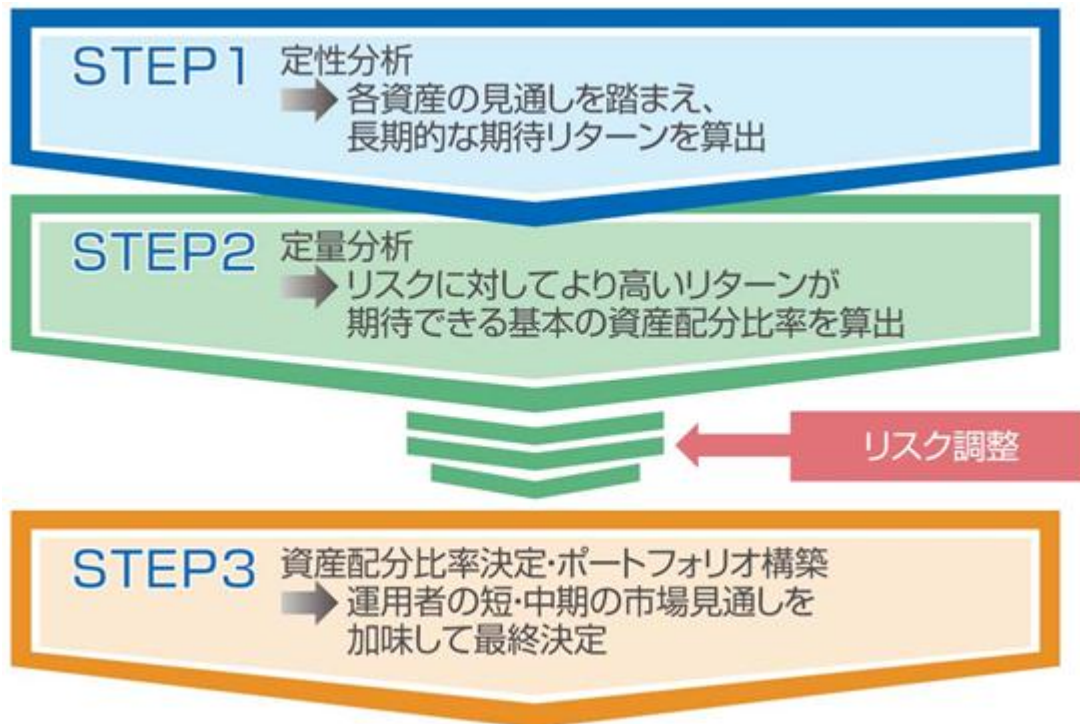 STEP1 定性分析
各資産の見通しを踏まえ、
長期的な期待リターンを算出
STEP2 定量分析
リスクに対してより高いリターンが
期待できる基本の資産配分比率を算出
リスク調整
STEP3 資産配分比率決定・ポートフォリオ構築
運用者の短・中期の市場見通しを
加味して最終決定